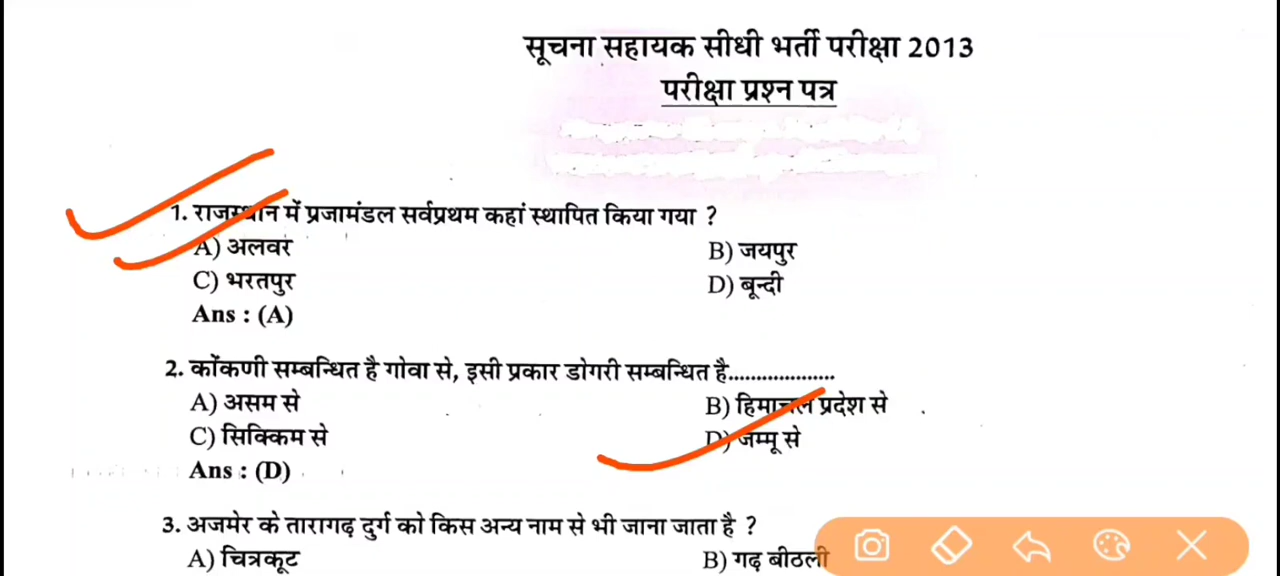 सूचना सहायक सीधी भर्ती परीक्षा 2013
परीक्षा प्रश्न पत्र
1. राजस्थान में प्रजामंडल सर्वप्रथम कहां स्थापित किया गया ?
A) अलवर B) जयपुर
C) भरतपुर D) बून्दी
Ans : (A)
2. कोंकणी सम्बन्धित है गोवा से, इसी प्रकार डोगरी सम्बन्धित है...................
A) असम से B) हिमाचल प्रदेश से
C) सिक्किम से D) जम्मू से
Ans : (D)
3. अजमेर के तारागढ़ दुर्ग को किस अन्य नाम से भी जाना जाता है ?
A) चित्रकूट B) गढ़ बीठली